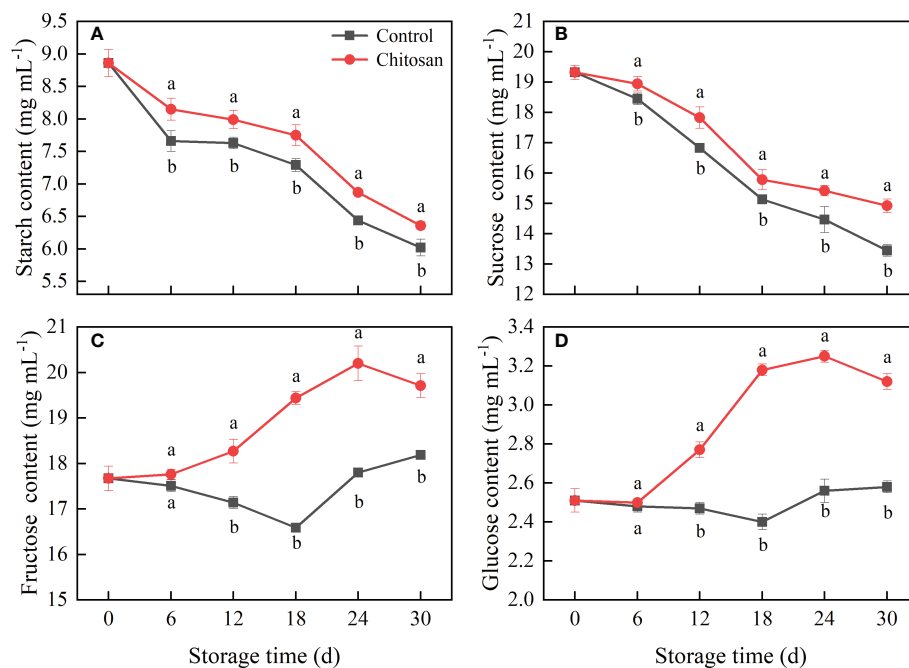 A
Control
Chitosan
Starch content (mg mL⁻¹)
9.5
9.0
8.5
8.0
7.5
7.0
6.5
6.0
5.5
a
a
a
a
a
b
b
b
b
b
B
Sucrose content (mg mL⁻¹)
21
20
19
18
17
16
15
14
13
12
a
a
a
a
a
b
b
b
b
b
C
Fructose content (mg mL⁻¹)
21
20
19
18
17
16
15
a
a
a
a
a
a
b
b
b
b
0 6 12 18 24 30
Storage time (d)
D
Glucose content (mg mL⁻¹)
3.4
3.2
3.0
2.8
2.6
2.4
2.2
2.0
a
a
a
a
a
a
b
b
b
b
0 6 12 18 24 30
Storage time (d)